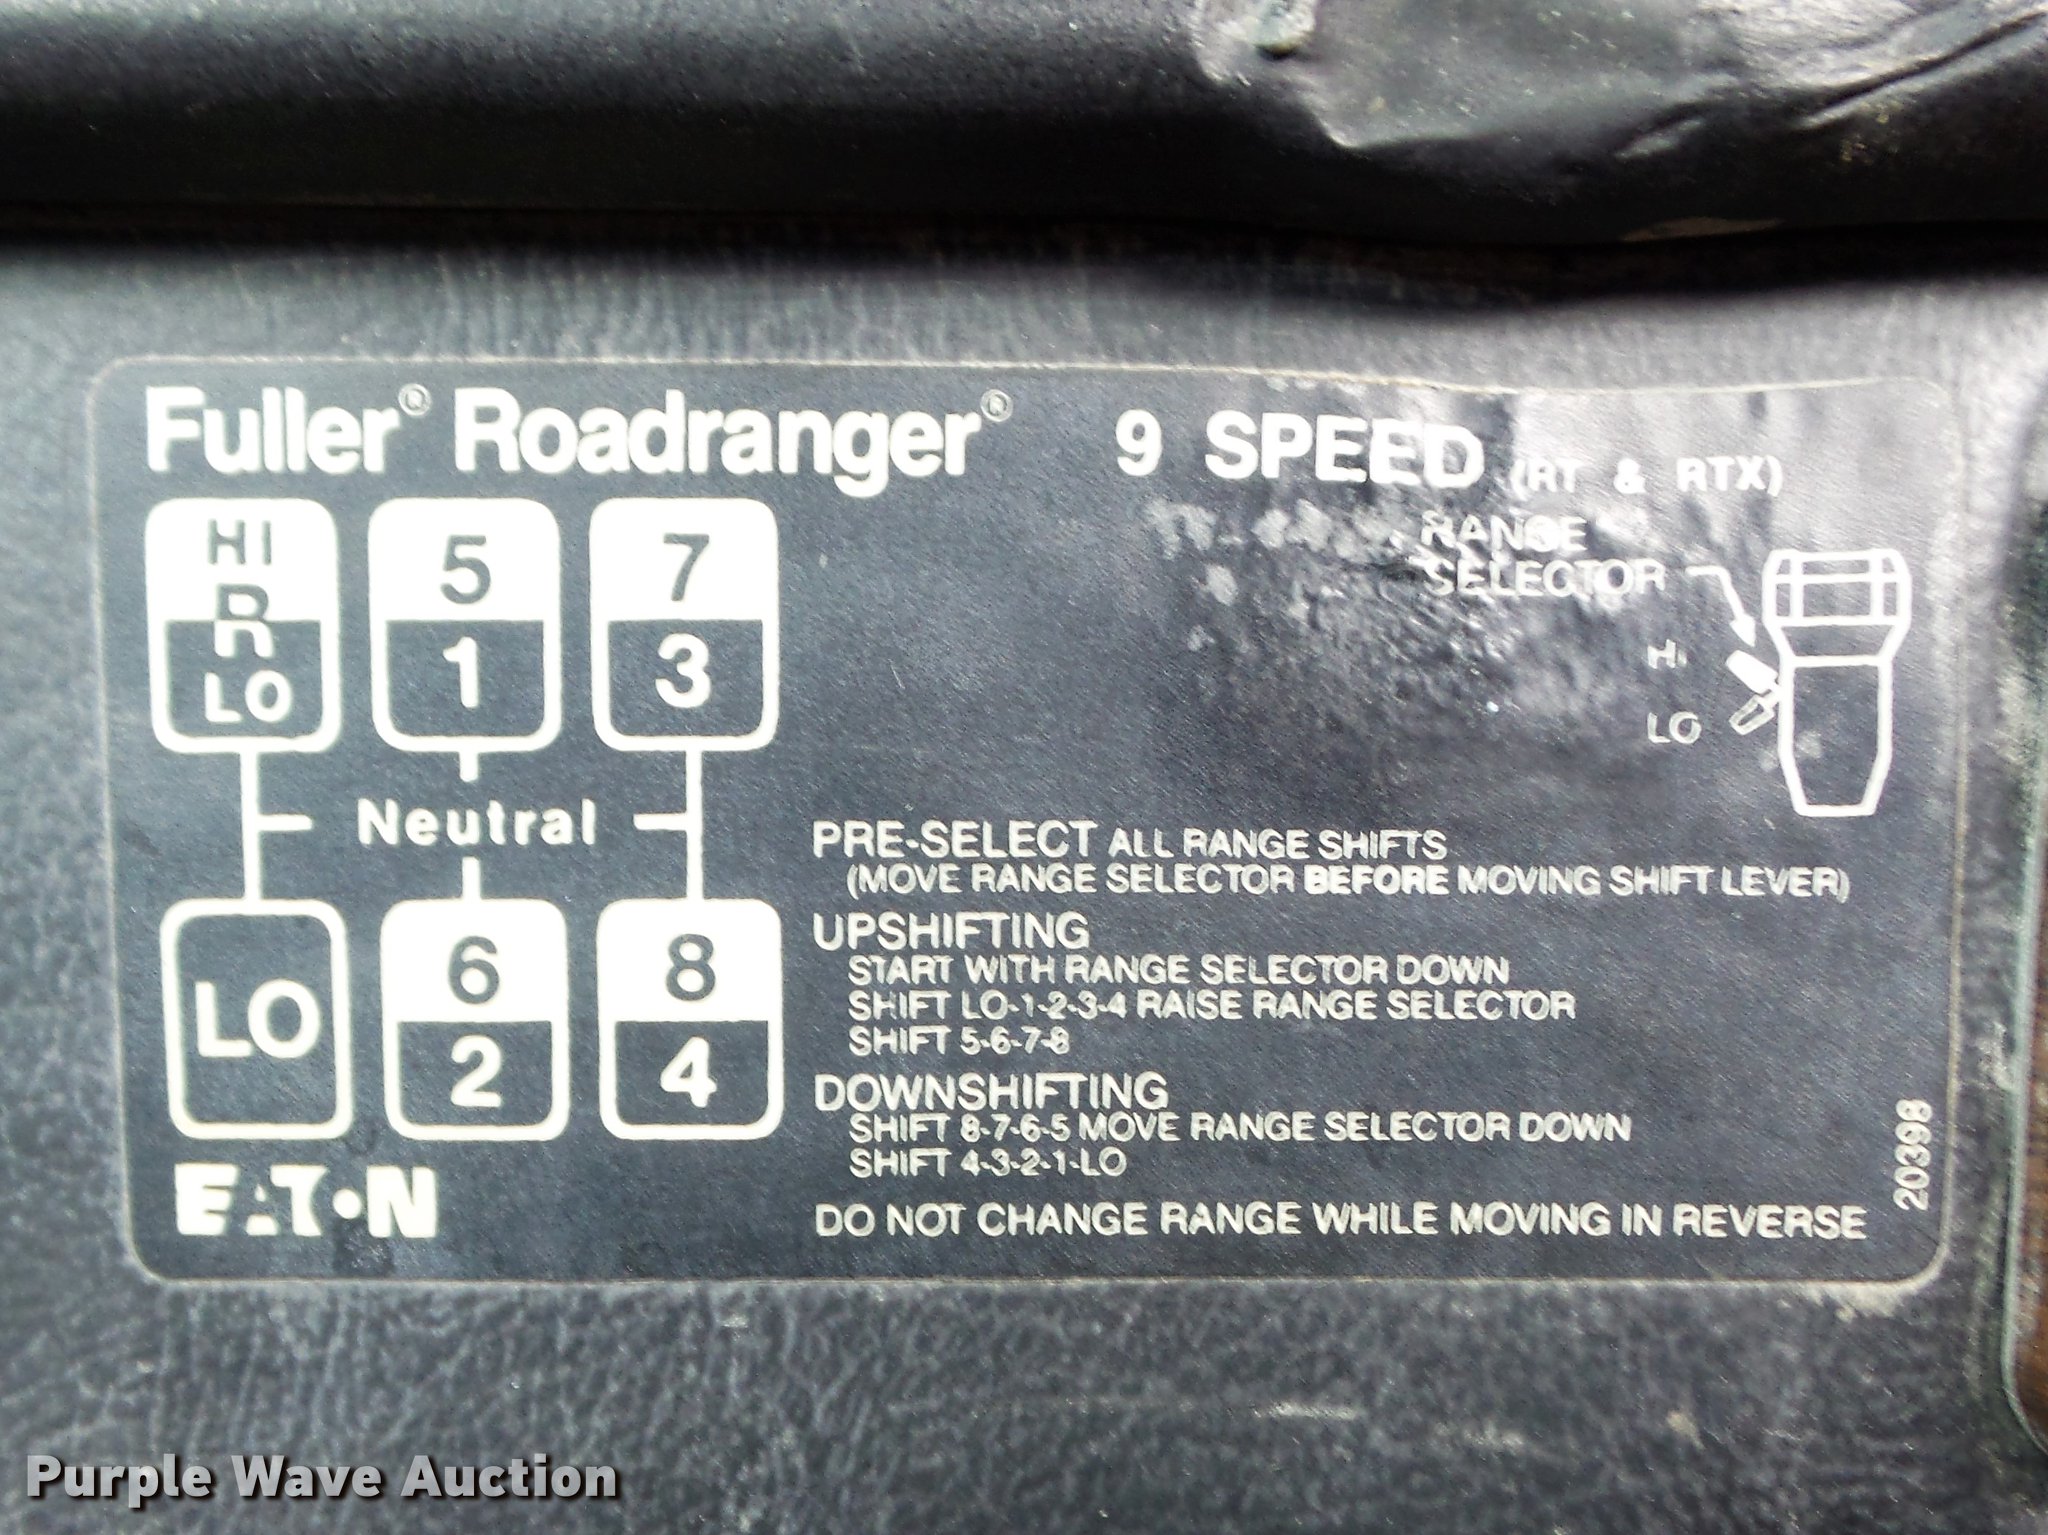 Fuller® Roadranger® 9 SPEED (RT & RTX)
HI
R
LO
5
1
7
3
RANGE
SELECTOR
HI
LO
Neutral
LO
6
2
8
4
PRE-SELECT ALL RANGE SHIFTS
(MOVE RANGE SELECTOR BEFORE MOVING SHIFT LEVER)
UPSHIFTING
START WITH RANGE SELECTOR DOWN
SHIFT LO-1-2-3-4 RAISE RANGE SELECTOR
SHIFT 5-6-7-8
DOWNSHIFTING
SHIFT 8-7-6-5 MOVE RANGE SELECTOR DOWN
SHIFT 4-3-2-1-LO
DO NOT CHANGE RANGE WHILE MOVING IN REVERSE
20398
EATON
Purple Wave Auction